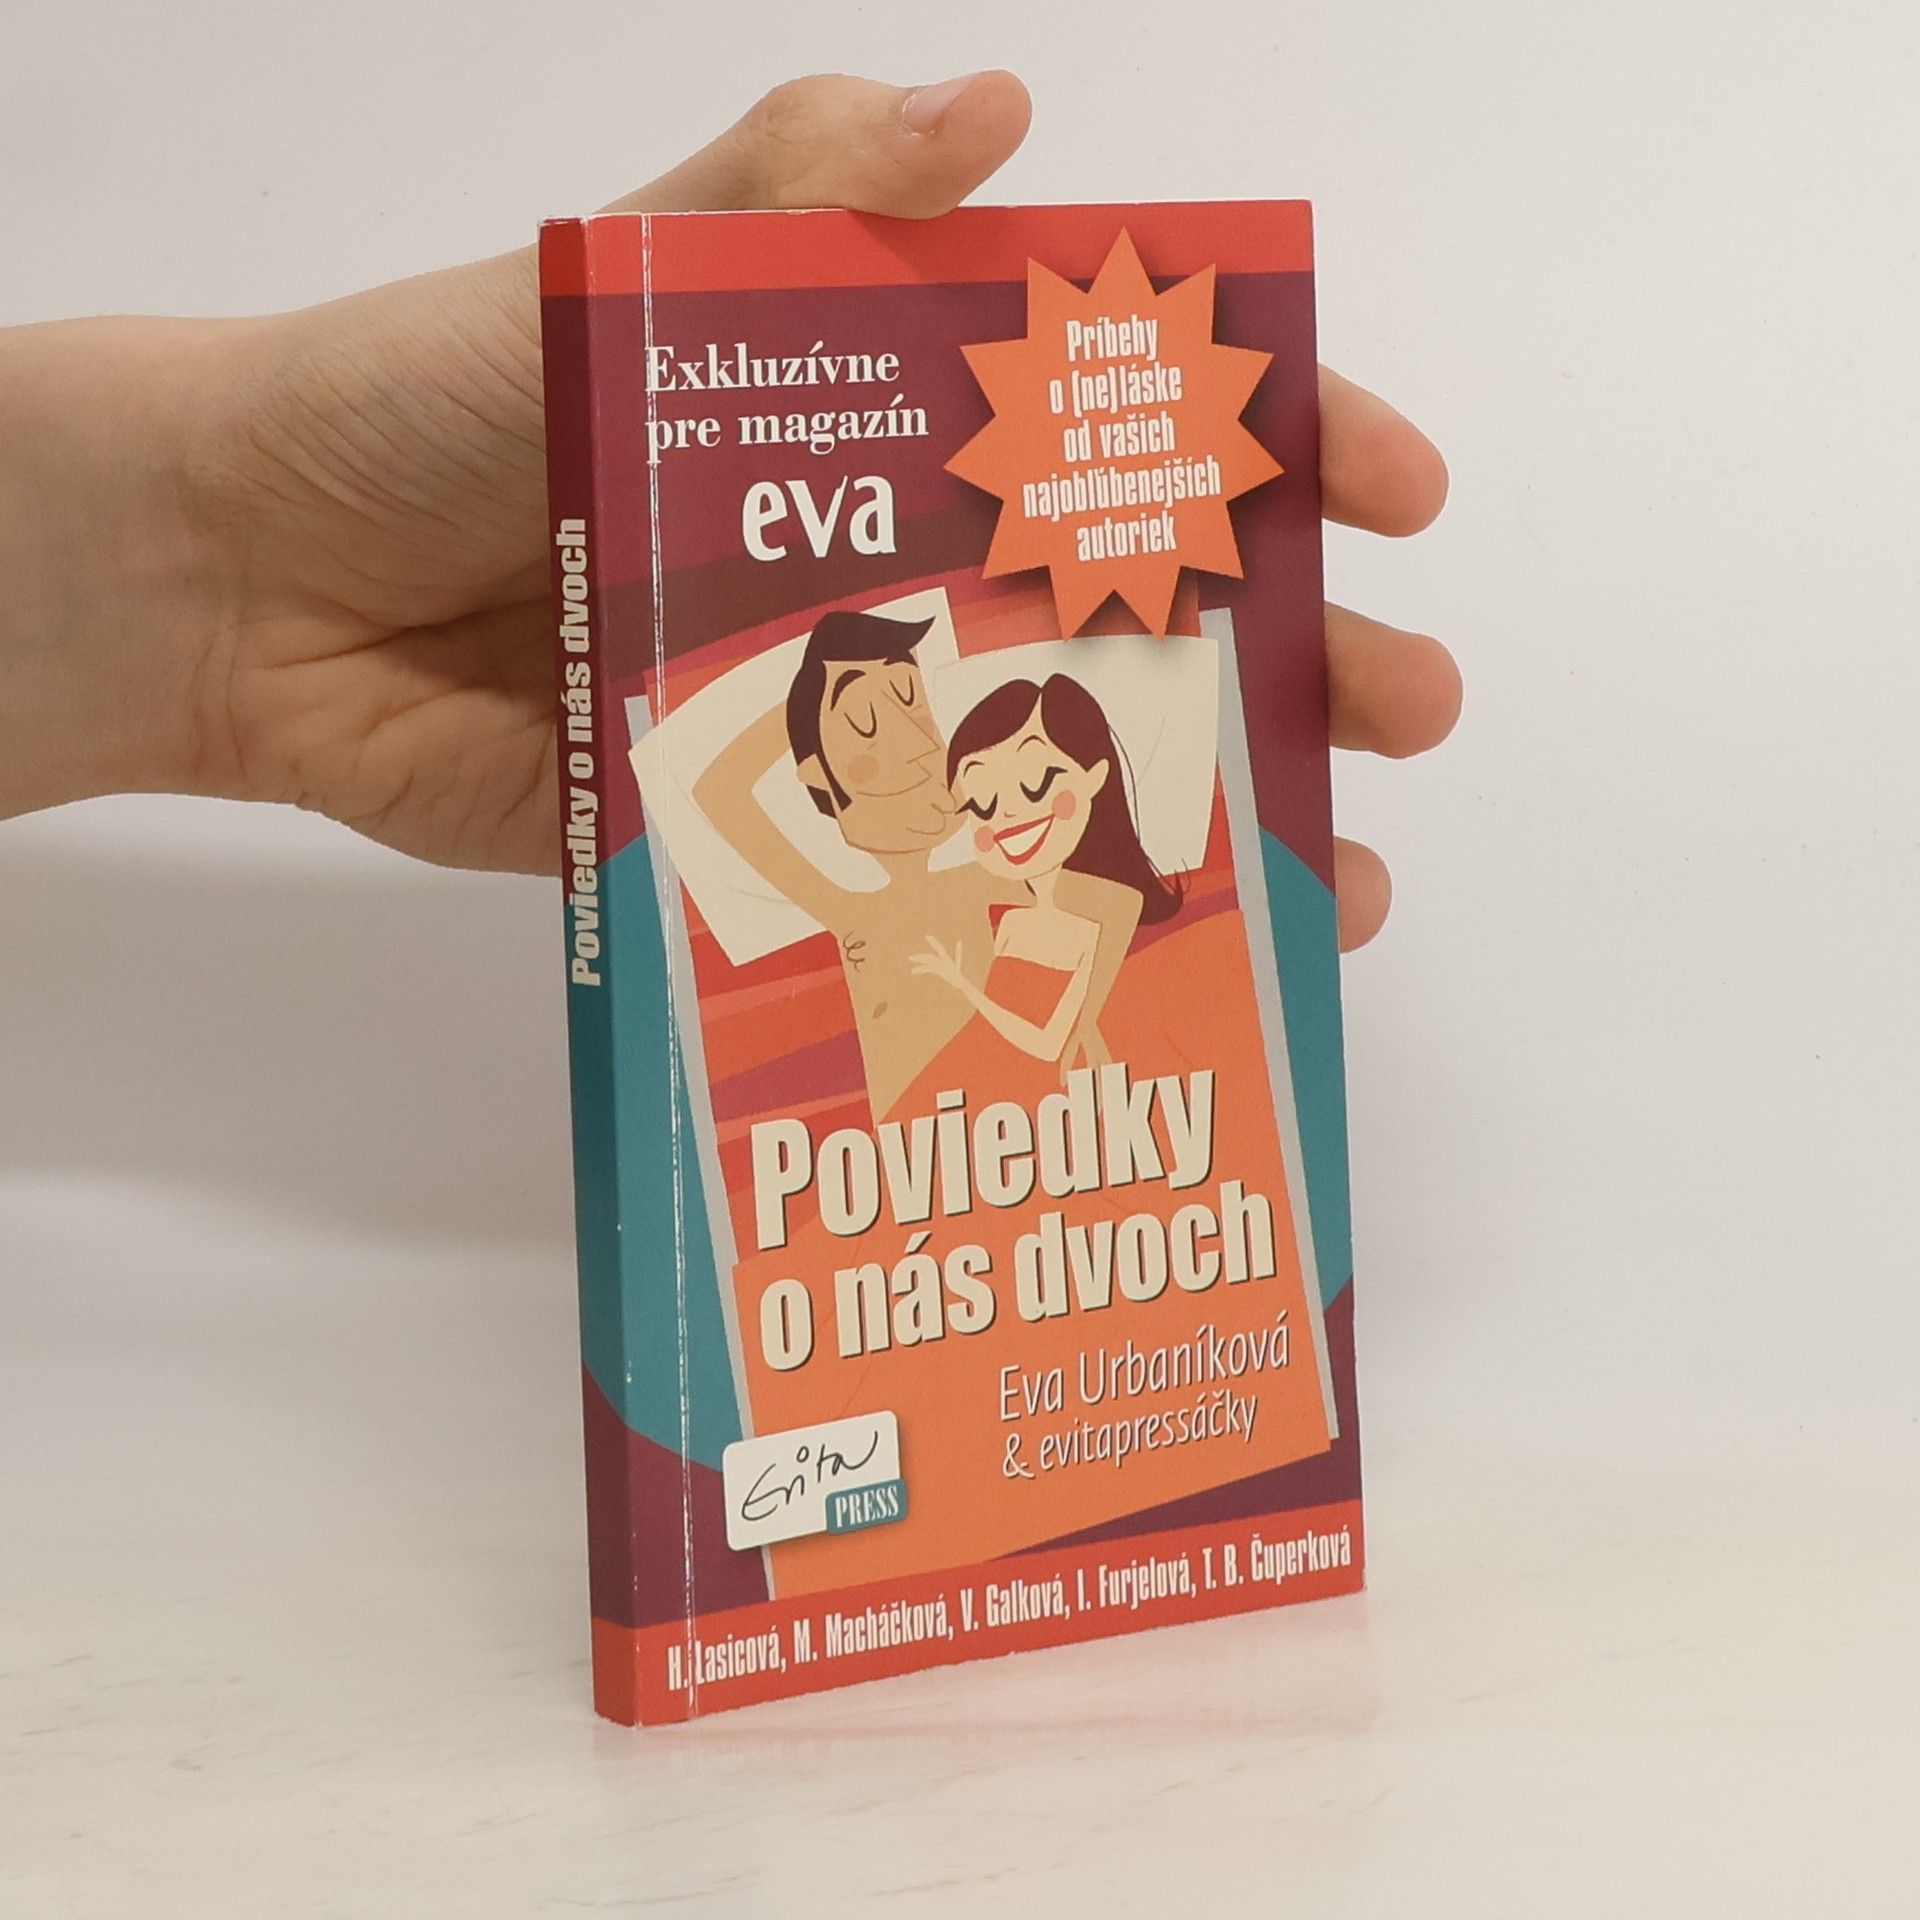 Exkluzívne
pre magazín
eva
Príbehy
o (ne)láske
od vašich
najobľúbenejších
autoriek
Poviedky o nás dvoch
Poviedky
o nás dvoch
Eva Urbaníková
& evitapressáčky
Evita
PRESS
H. Lasicová, M. Macháčková, V. Galková, I. Furjelová, T. B. Čuperková